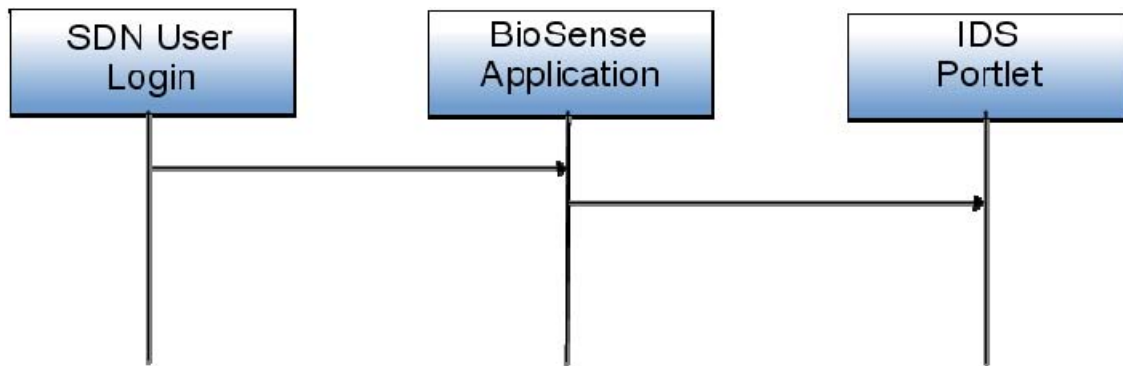 SDN User
Login
BioSense
Application
IDS
Portlet